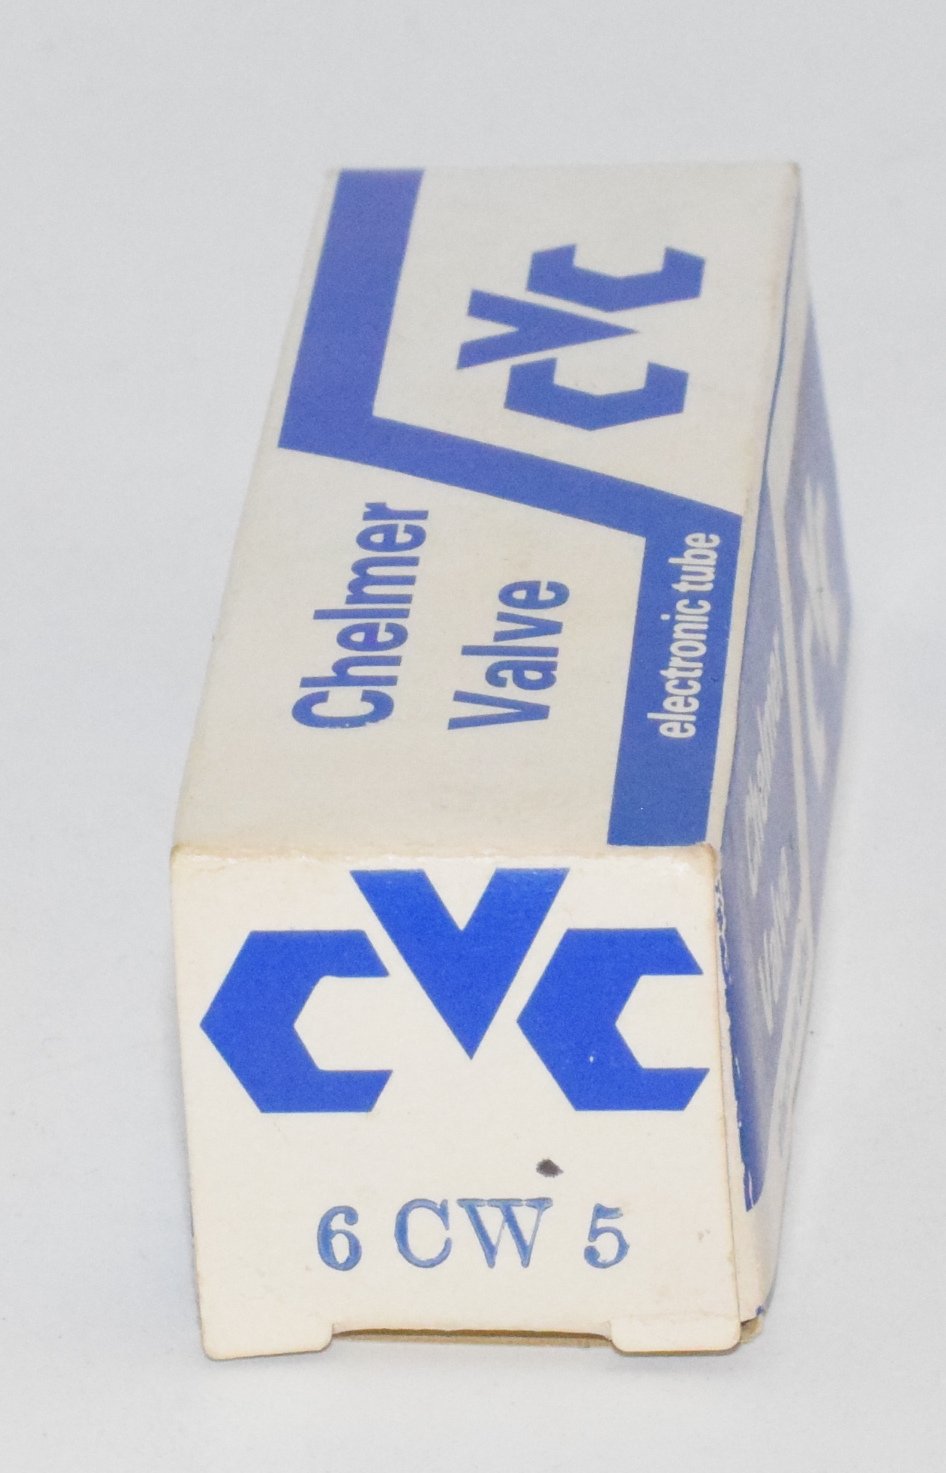 CVC
Chelmer
Valve
electronic tube
CVC
6 CW 5